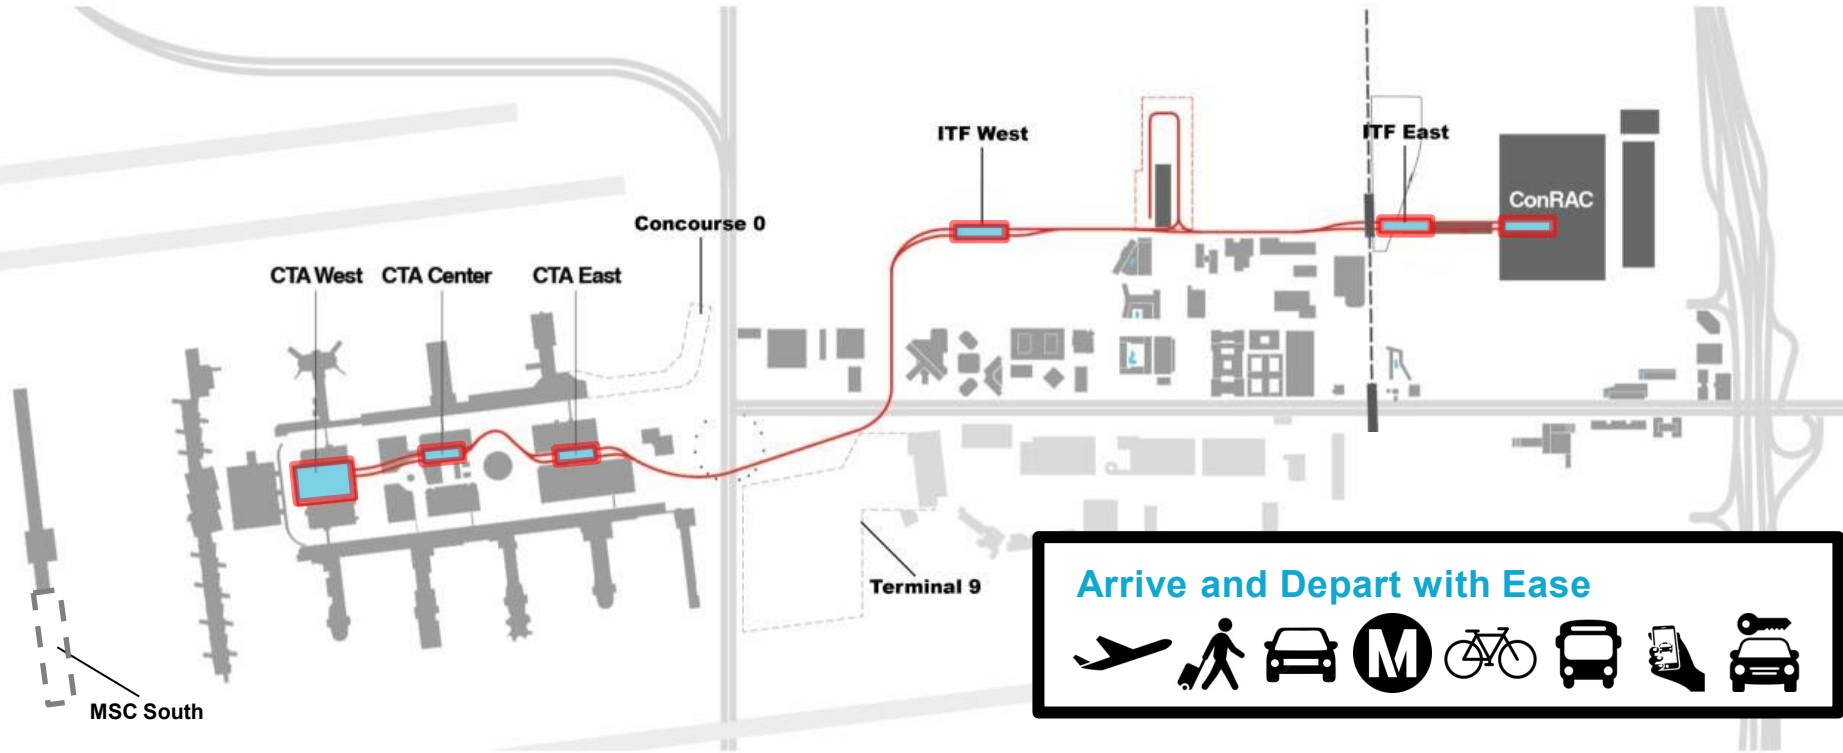 ITF West
ITF East
ConRAC
Concourse 0
CTA West
CTA Center
CTA East
Terminal 9
MSC South
Arrive and Depart with Ease
M